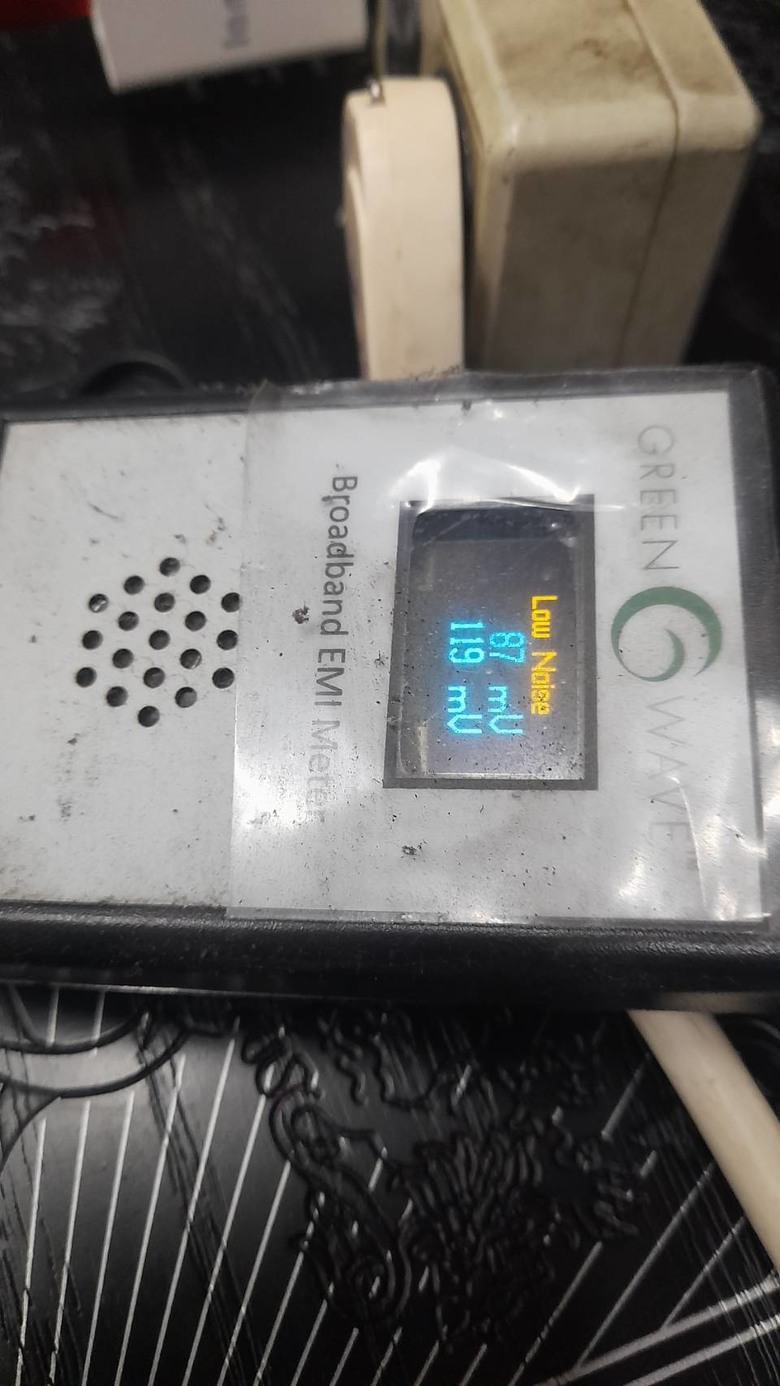 GREEN WAVE
Low Noise
87 mV
119 mV
Broadband EMI Meter